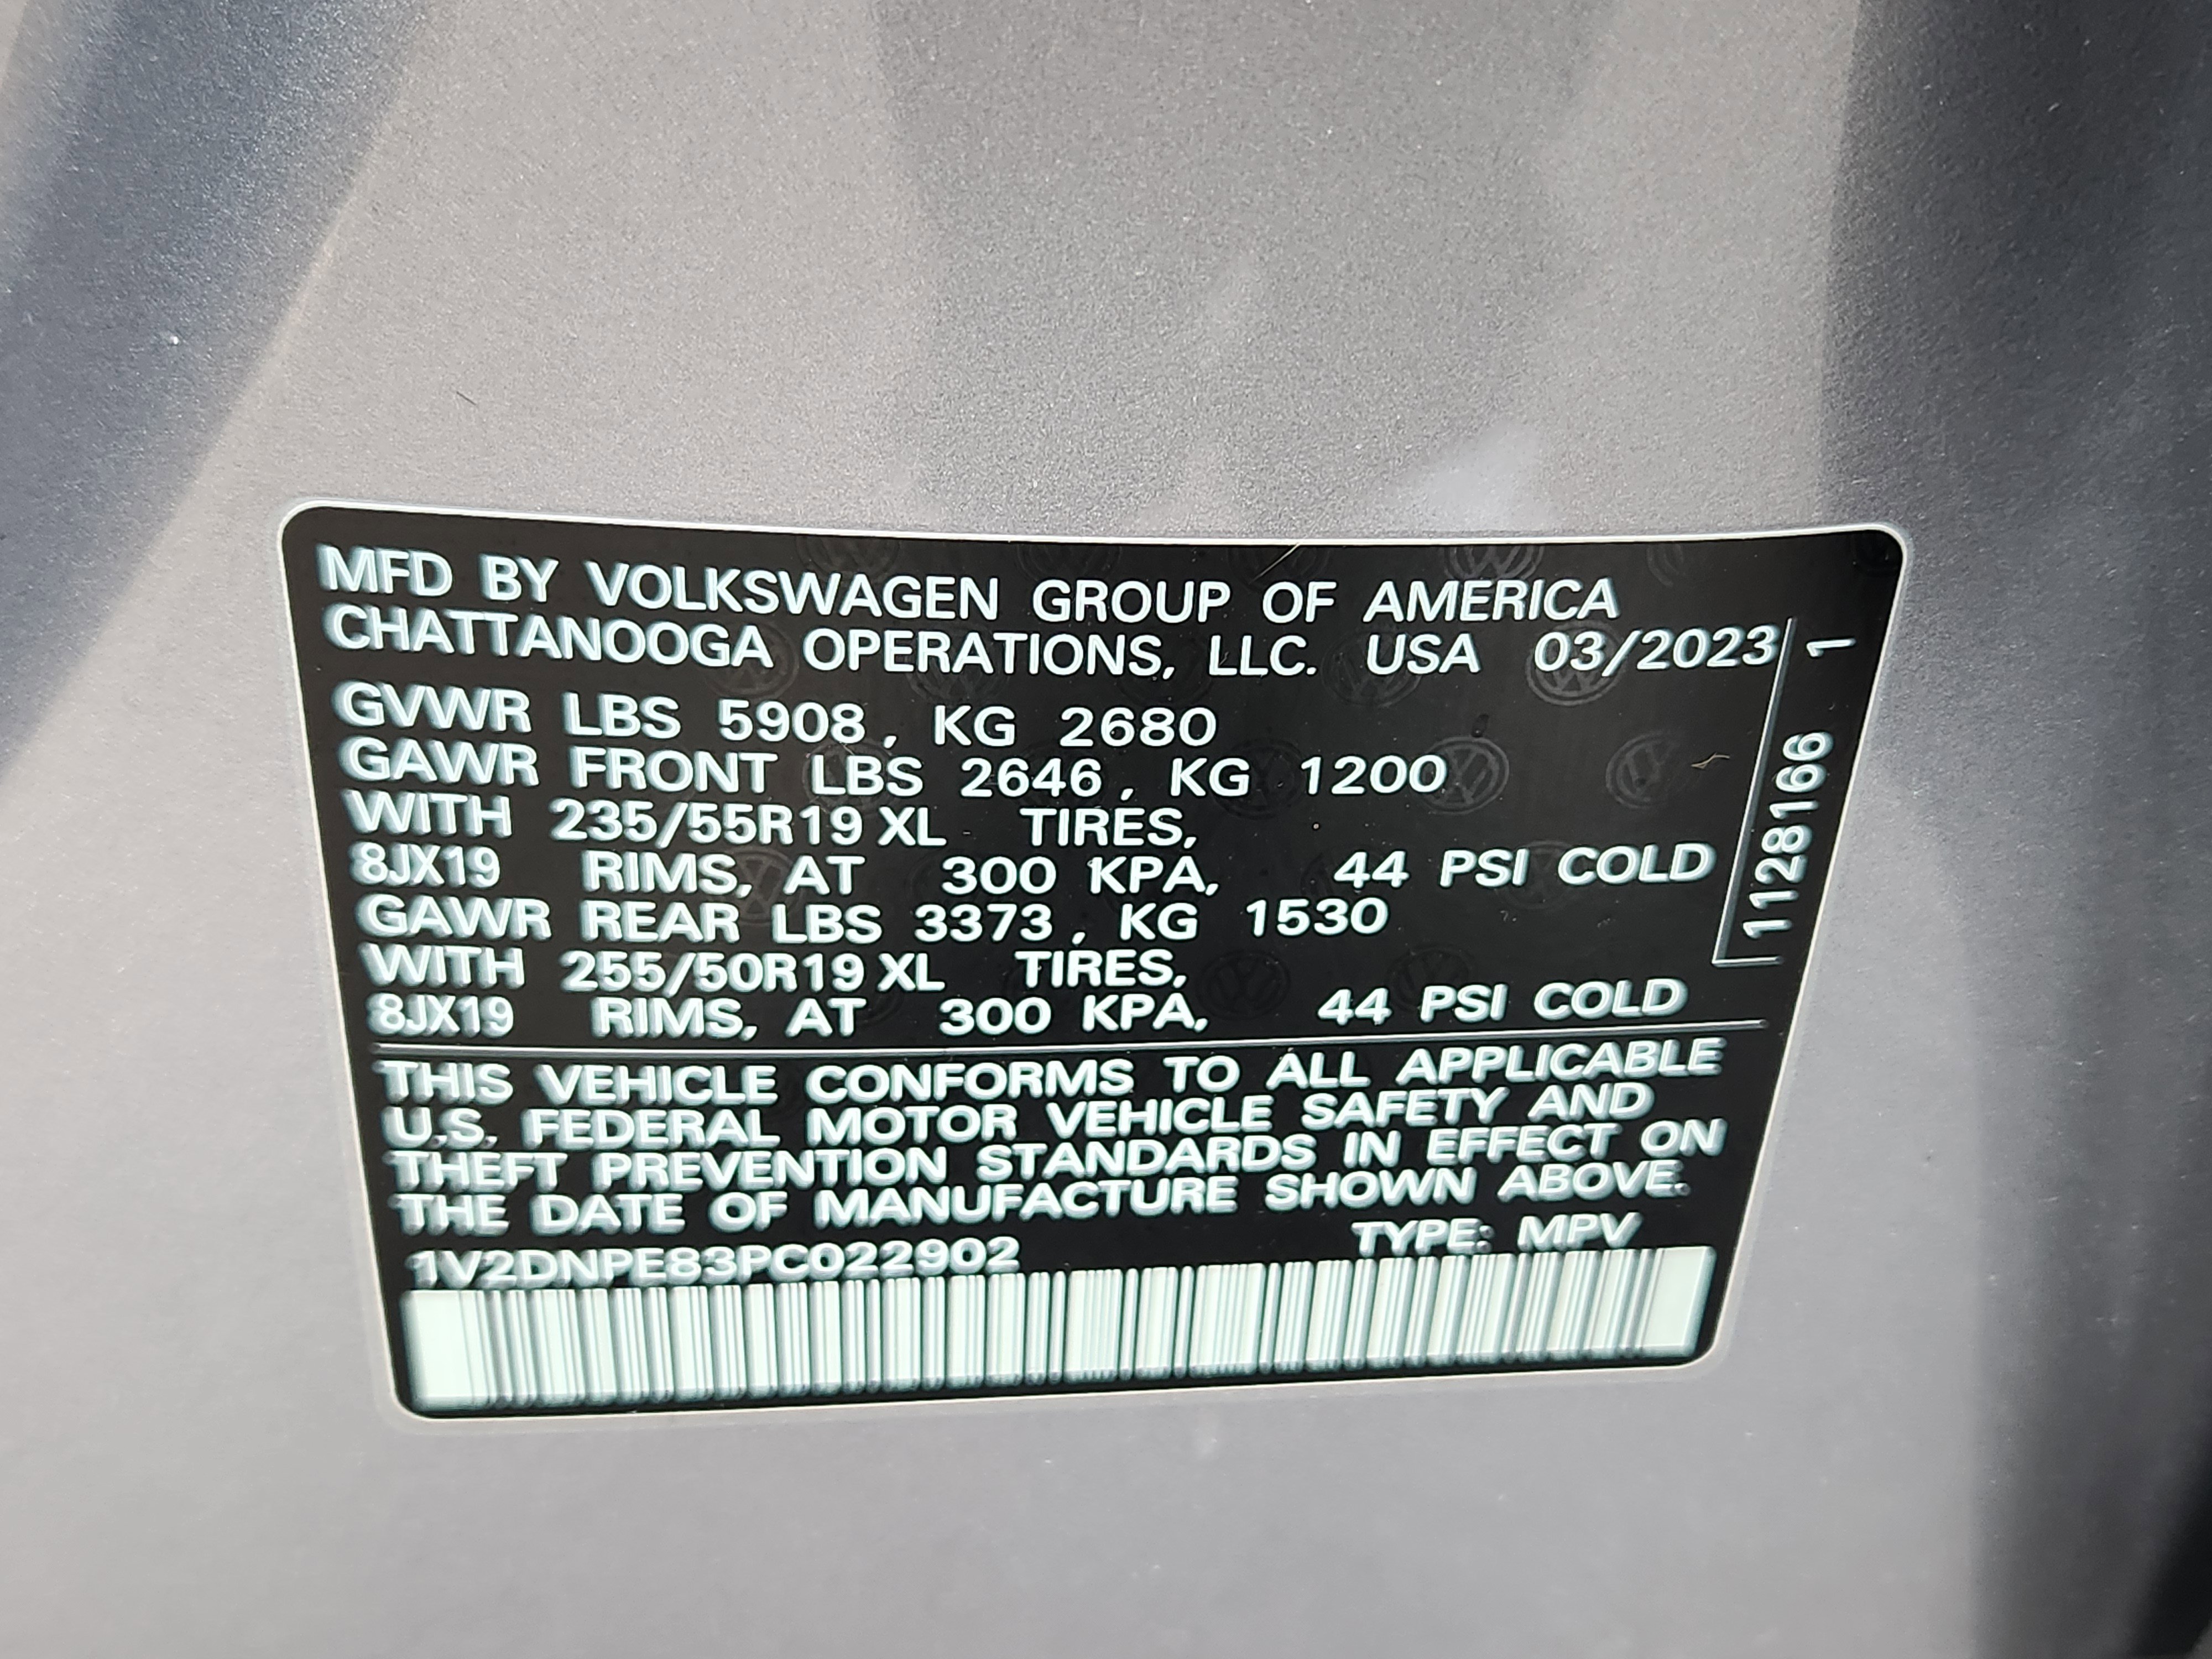 MFD BY VOLKSWAGEN GROUP OF AMERICA
CHATTANOOGA OPERATIONS, LLC. USA 03/2023
GVWR LBS 5908, KG 2680
GAWR FRONT LBS 2646, KG 1200
WITH 235/55R19 XL TIRES,
8JX19 RIMS, AT 300 KPA, 44 PSI COLD
GAWR REAR LBS 3373, KG 1530
WITH 255/50R19 XL TIRES,
8JX19 RIMS, AT 300 KPA, 44 PSI COLD
1128166 1
THIS VEHICLE CONFORMS TO ALL APPLICABLE
U.S. FEDERAL MOTOR VEHICLE SAFETY AND
THEFT PREVENTION STANDARDS IN EFFECT ON
THE DATE OF MANUFACTURE SHOWN ABOVE.
1V2DNPE83PC022902 TYPE: MPV